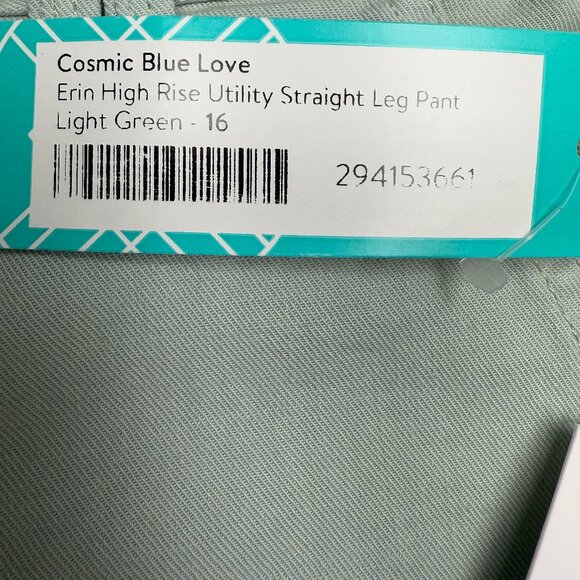 Cosmic Blue Love
Erin High Rise Utility Straight Leg Pant
Light Green - 16
294153661